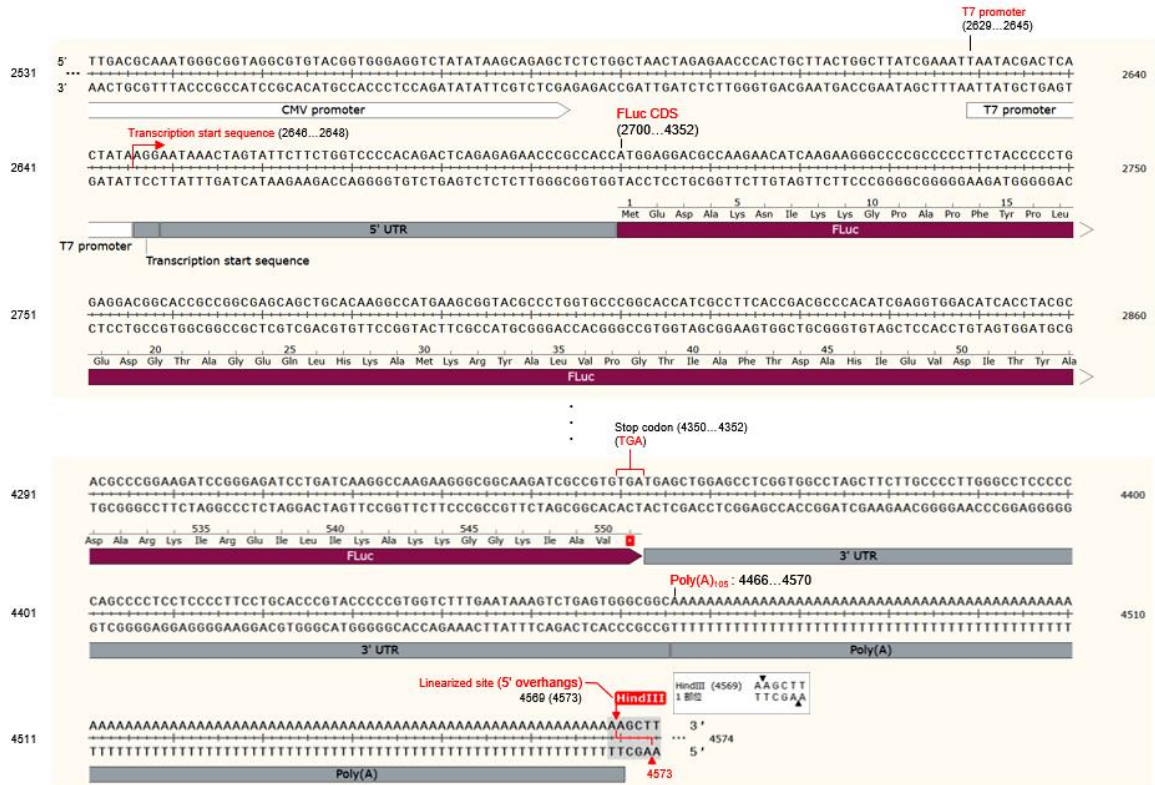 T7 promoter
(2629...2645)
5' TTGACGCAAATGGGCGGTAGGCGTGTACGGTGGGAGGTCTATATAAGCAGAGCTCTCTGGCTAACTAGAGAACCCACTGCTTACTGGCTTATCGAAATTAATACGACTCA
2531 ... 2640
3' AACTGCGTTTACCCGCCATCCGCACATGCCACCCTCCAGATATATTCGTCTCGAGAGACCGATTGATCTCTTGGGTGACGAATGACCGAATAGCTTTAATTATGCTGAGT
CMV promoter T7 promoter
FLuc CDS
(2700...4352)
Transcription start sequence (2646...2648)
CTATAAGGAATAAACTAGTATTCTTCTGGTCCCCACAGACTCAGAGAGAACCCGCCACCATGGAGGACGCCAAGAACATCAAGAAGGGCCCCGCCCCCTTCTACCCCCTG
2641 2750
GATATTCCTTATTTGATCATAAGAAGACCAGGGGTGTCTGAGTCTCTCTTGGGCGGTGGTACCTCCTGCGGTTCTTGTAGTTCTTCCCGGGGCGGGGGAAGATGGGGGAC
1 5 10 15
Met Glu Asp Ala Lys Asn Ile Lys Lys Gly Pro Ala Pro Phe Tyr Pro Leu
5' UTR FLuc
T7 promoter
Transcription start sequence
GAGGACGGCACCGCCGGCGAGCAGCTGCACAAGGCCATGAAGCGGTACGCCCTGGTGCCCGGCACCATCGCCTTCACCGACGCCCACATCGAGGTGGACATCACCTACGC
2751 2860
CTCCTGCCGTGGCGGCCGCTCGTCGACGTGTTCCGGTACTTCGCCATGCGGGACCACGGGCCGTGGTAGCGGAAGTGGCTGCGGGTGTAGCTCCACCTGTAGTGGATGCG
20 25 30 35 40 45 50
Glu Asp Gly Thr Ala Gly Glu Gln Leu His Lys Ala Met Lys Arg Tyr Ala Leu Val Pro Gly Thr Ile Ala Phe Thr Asp Ala His Ile Glu Val Asp Ile Thr Tyr Ala
FLuc
Stop codon (4350...4352)
(TGA)
ACGCCCGGAAGATCCGGGAGATCCTGATCAAGGCCAAGAAGGGCGGCAAGATCGCCGTGTGATGAGCTGGAGCCTCGGTGGCCTAGCTTCTTGCCCCTTGGGCCTCCCCC
4291 4400
TGCGGGCCTTCTAGGCCCTCTAGGACTAGTTCCGGTTCTTCCCGCCGTTCTAGCGGCACACTACTCGACCTCGGAGCCACCGGATCGAAGAACGGGGAACCCGGAGGGGG
535 540 545 550
Asp Ala Arg Lys Ile Arg Glu Ile Leu Ile Lys Ala Lys Lys Gly Gly Lys Ile Ala Val *
FLuc 3' UTR
Poly(A)105 : 4466...4570
CAGCCCCTCCTCCCCTTCCTGCACCCGTACCCCCGTGGTCTTTGAATAAAGTCTGAGTGGGCGGCAAAAAAAAAAAAAAAAAAAAAAAAAAAAAAAAAAAAAAAAAAAAA
4401 4510
GTCGGGGAGGAGGGGAAGGACGTGGGCATGGGGGCACCAGAAACTTATTTCAGACTCACCCGCCGTTTTTTTTTTTTTTTTTTTTTTTTTTTTTTTTTTTTTTTTTTTTT
3' UTR Poly(A)
Linearized site (5' overhangs)
4569 (4573)
HindIII
HindIII (4569) AAGCTT
1 部位 TTCGAA
AAAAAAAAAAAAAAAAAAAAAAAAAAAAAAAAAAAAAAAAAAAAAAAAAAAAAAAAAAAAGCTT 3'
4511 ... 4574
TTTTTTTTTTTTTTTTTTTTTTTTTTTTTTTTTTTTTTTTTTTTTTTTTTTTTTTTTTTTCGAA 5'
Poly(A) 4573